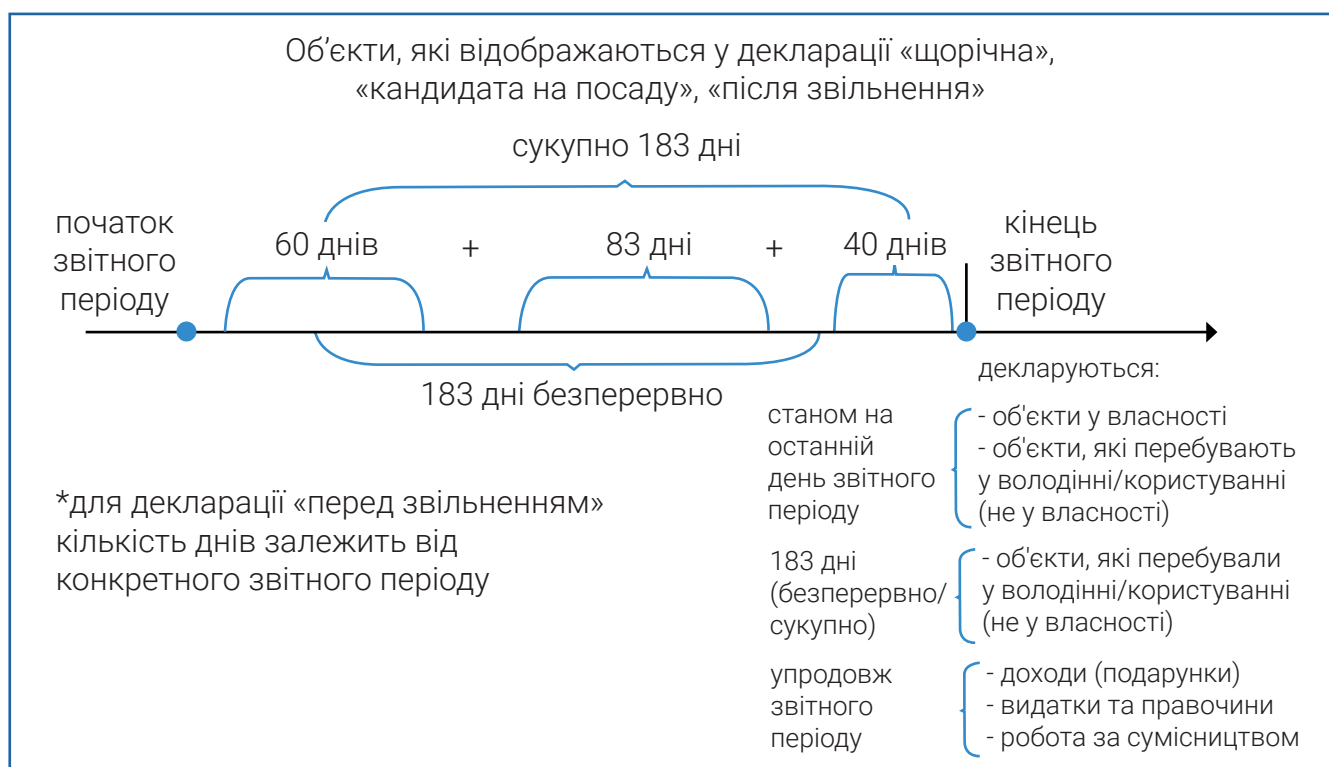 Об'єкти, які відображаються у декларації «щорічна»,
«кандидата на посаду», «після звільнення»
сукупно 183 дні
початок
звітного
періоду
60 днів + 83 дні + 40 днів
кінець
звітного
періоду
183 дні безперервно
декларуються:
станом на
останній
день звітного
періоду
- об'єкти у власності
- об'єкти, які перебувають
у володінні/користуванні
(не у власності)
*для декларації «перед звільненням»
кількість днів залежить від
конкретного звітного періоду
183 дні
(безперервно/
сукупно)
- об'єкти, які перебували
у володінні/користуванні
(не у власності)
упродовж
звітного
періоду
- доходи (подарунки)
- видатки та правочини
- робота за сумісництвом